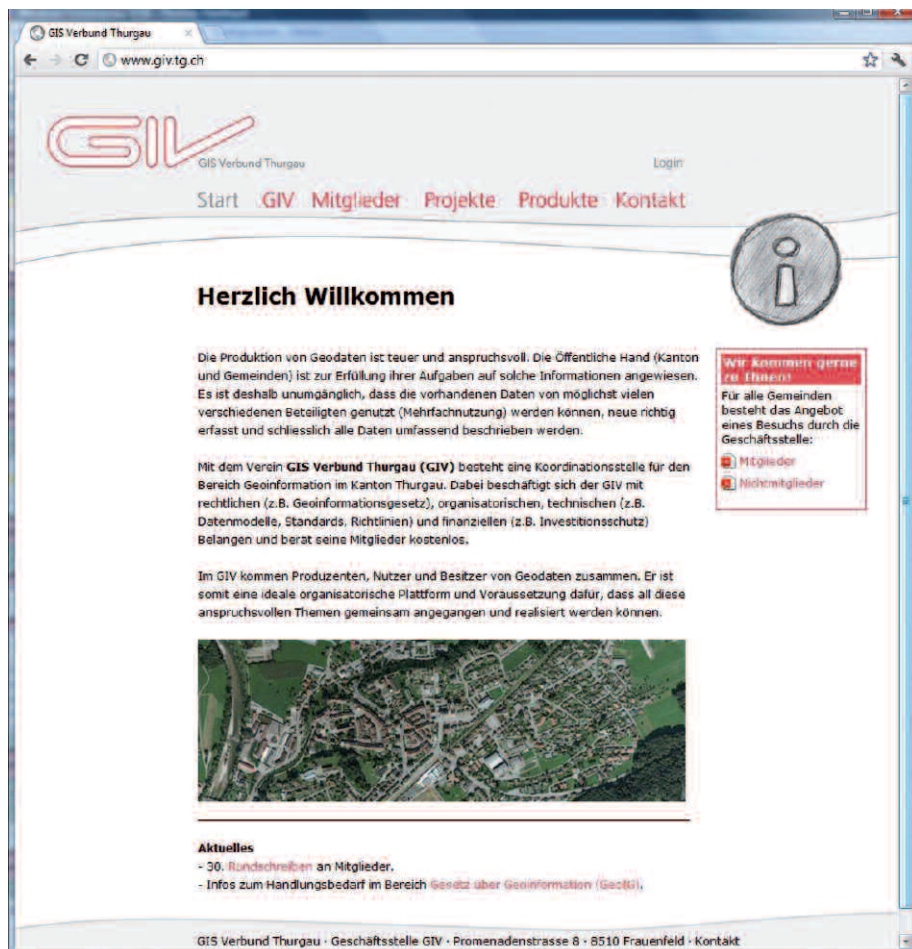 GIS Verbund Thurgau
www.giv.tg.ch
GIV
GIS Verbund Thurgau
Login
Start GIV Mitglieder Projekte Produkte Kontakt
i
Herzlich Willkommen
Die Produktion von Geodaten ist teuer und anspruchsvoll. Die Öffentliche Hand (Kanton
und Gemeinden) ist zur Erfüllung ihrer Aufgaben auf solche Informationen angewiesen.
Es ist deshalb unumgänglich, dass die vorhandenen Daten von möglichst vielen
verschiedenen Beteiligten genutzt (Mehrfachnutzung) werden können, neue richtig
erfasst und schliesslich alle Daten umfassend beschrieben werden.
Mit dem Verein GIS Verbund Thurgau (GIV) besteht eine Koordinationsstelle für den
Bereich Geoinformation im Kanton Thurgau. Dabei beschäftigt sich der GIV mit
rechtlichen (z.B. Geoinformationsgesetz), organisatorischen, technischen (z.B.
Datenmodelle, Standards, Richtlinien) und finanziellen (z.B. Investitionsschutz)
Belangen und berät seine Mitglieder kostenlos.
Im GIV kommen Produzenten, Nutzer und Besitzer von Geodaten zusammen. Er ist
somit eine ideale organisatorische Plattform und Voraussetzung dafür, dass all diese
anspruchsvollen Themen gemeinsam angegangen und realisiert werden können.
Wir kommen gerne
zu Ihnen!
Für alle Gemeinden
besteht das Angebot
eines Besuchs durch die
Geschäftsstelle:
Mitglieder
Nichtmitglieder
Aktuelles
- 30. Rundschreiben an Mitglieder.
- Infos zum Handlungsbedarf im Bereich Gesetz über Geoinformation (GeoIG).
GIS Verbund Thurgau · Geschäftsstelle GIV · Promenadenstrasse 8 · 8510 Frauenfeld · Kontakt